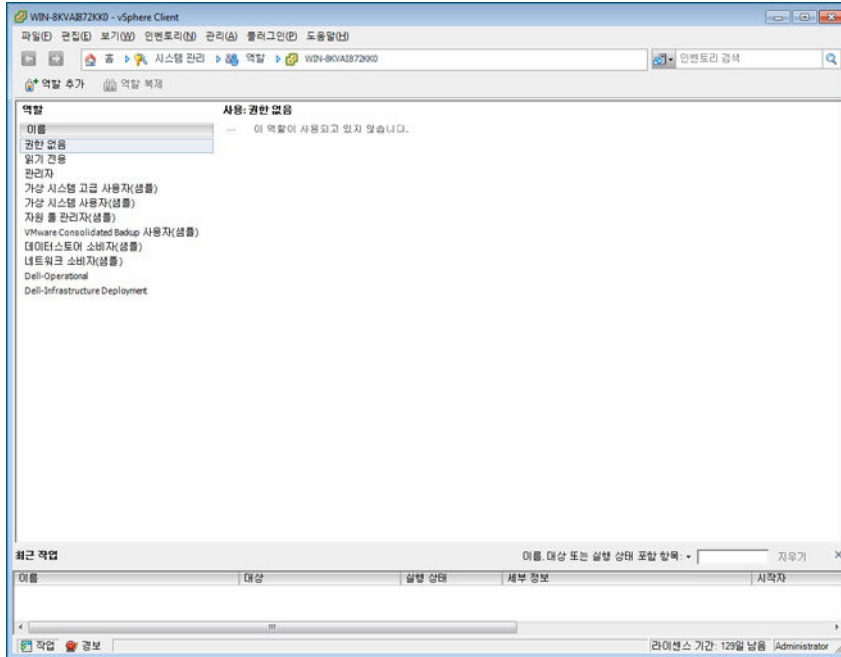 WIN-8KVAI872KK0 - vSphere Client
파일(F) 편집(E) 보기(W) 인벤토리(N) 관리(A) 플러그인(P) 도움말(H)
홈 시스템 관리 역할 WIN-8KVAI872KK0 인벤토리 검색
역할 추가 역할 복제
역할 사용: 권한 없음
이름 이 역할이 사용되고 있지 않습니다.
권한 없음
읽기 전용
관리자
가상 시스템 고급 사용자(샘플)
가상 시스템 사용자(샘플)
자원 풀 관리자(샘플)
VMware Consolidated Backup 사용자(샘플)
데이터스토어 소비자(샘플)
네트워크 소비자(샘플)
Dell-Operational
Dell-Infrastructure Deployment
최근 작업 이름, 대상 또는 실행 상태 포함 항목: 지우기
이름 대상 실행 상태 세부 정보 시작자
작업 경보 라이센스 기간: 129일 남음 Administrator